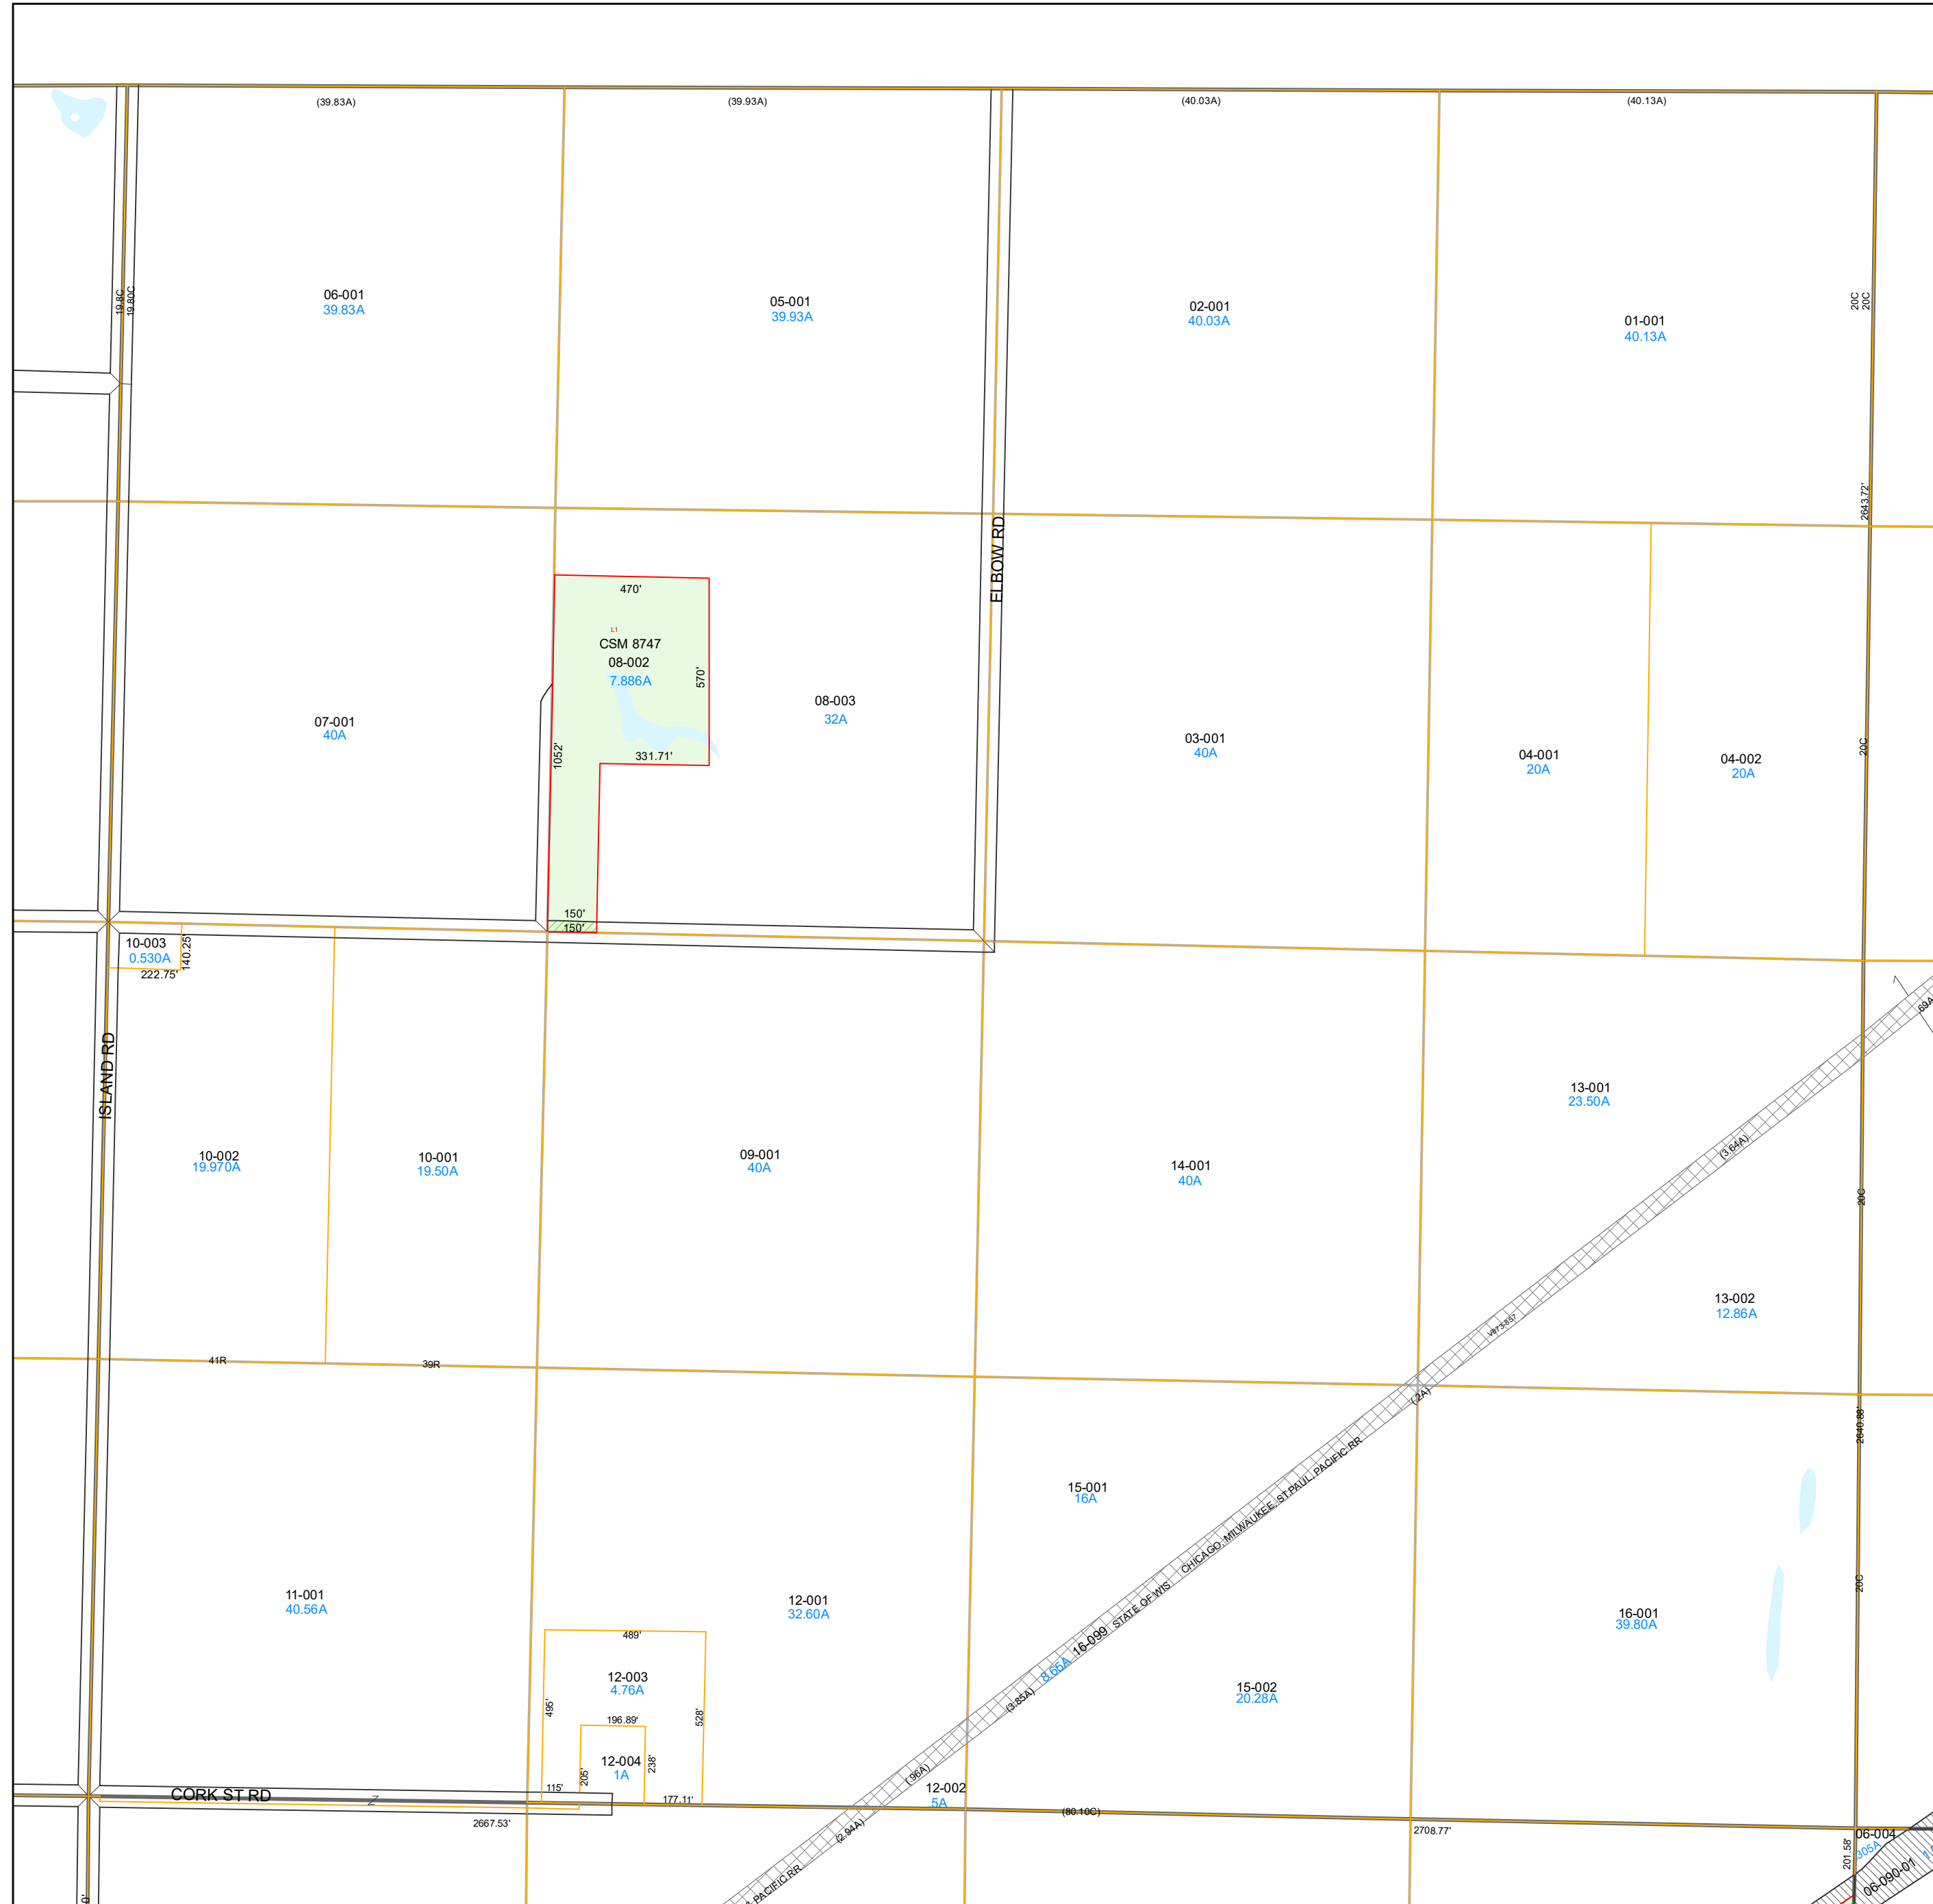 (39.83A)
(39.93A)
(40.03A)
(40.13A)
19.8C
19.80C
06-001
39.83A
05-001
39.93A
02-001
40.03A
01-001
40.13A
20C
20C
2643.72'
ELBOW RD
470'
L1
CSM 8747
08-002
7.886A
570'
331.71'
1052'
150'
150'
07-001
40A
08-003
32A
03-001
40A
04-001
20A
04-002
20A
20C
10-003
0.530A
140.25'
222.75'
ISLAND RD
10-002
19.970A
10-001
19.50A
09-001
40A
14-001
40A
13-001
23.50A
69A
(3.64A)
20C
13-002
12.86A
V873-857
41R
39R
(.2A)
2640.88'
CHICAGO, MILWAUKEE, ST.PAUL, PACIFIC RR
15-001
16A
STATE OF WIS
16-099
8.65A
(3.85A)
20C
11-001
40.56A
12-001
32.60A
16-001
39.80A
489'
12-003
4.76A
495'
528'
196.89'
12-004
1A
205'
238'
115'
177.11'
15-002
20.28A
(.96A)
12-002
.5A
CORK ST RD
Z
(80.10C)
2667.53'
(2.94A)
2708.77'
PACIFIC RR
201.58'
06-004
.305A
06-090-01